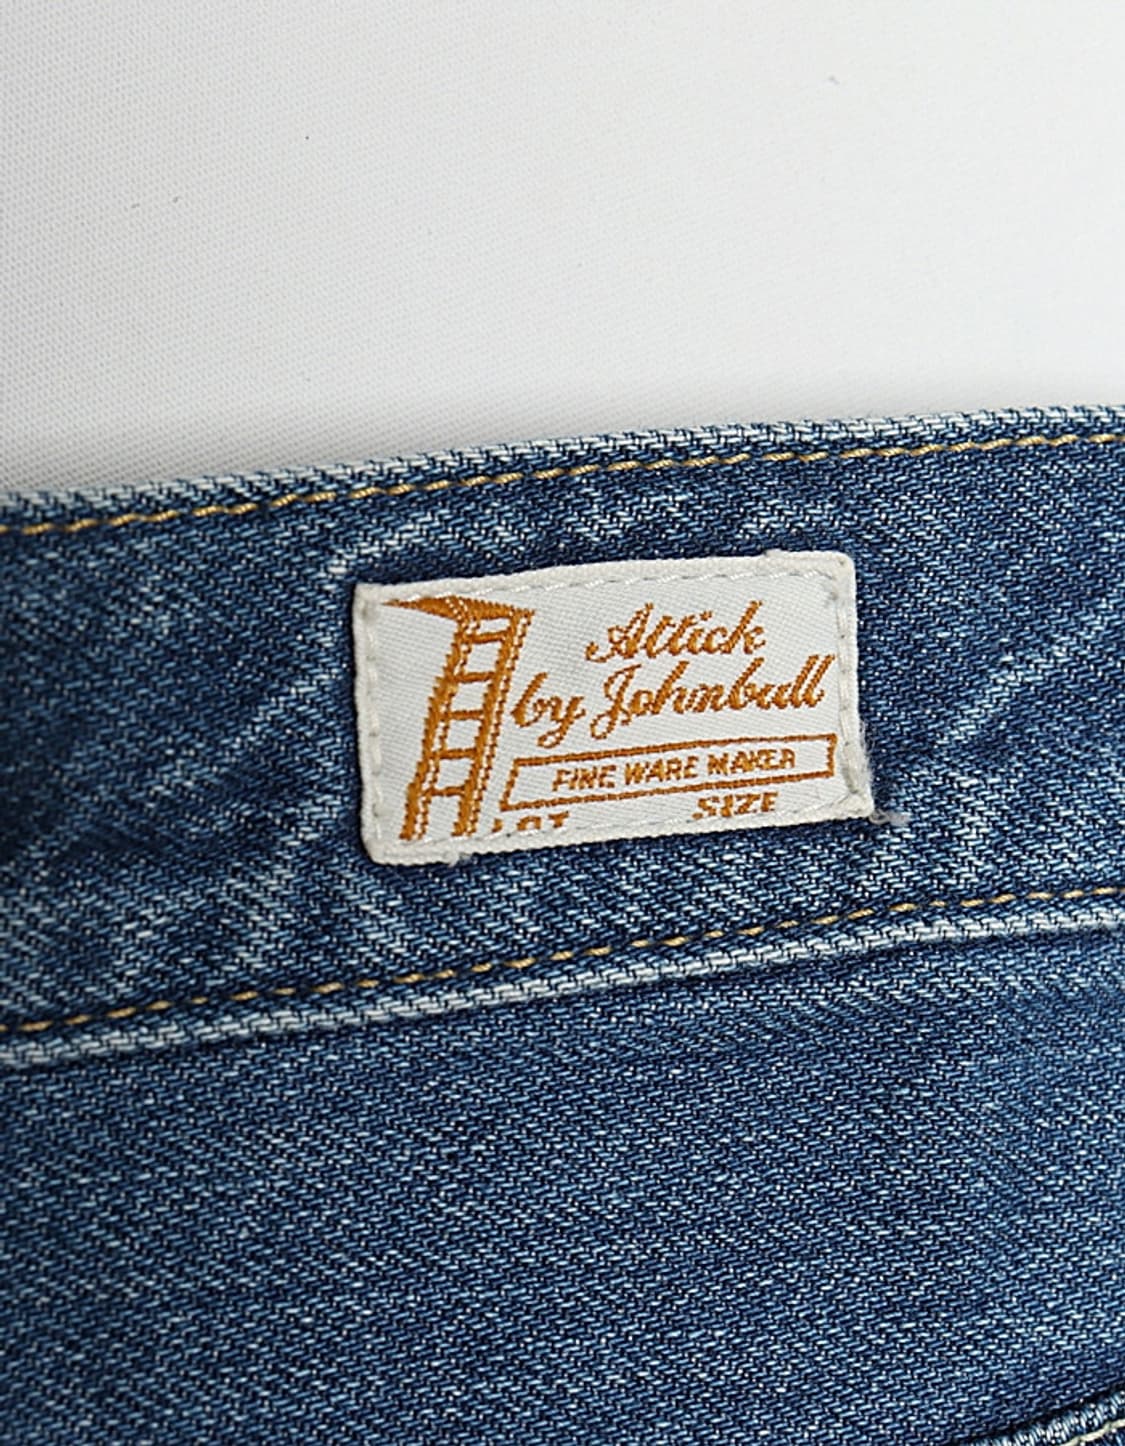 Attick
by Johnbull
FINE WARE MAKER
LOT SIZE